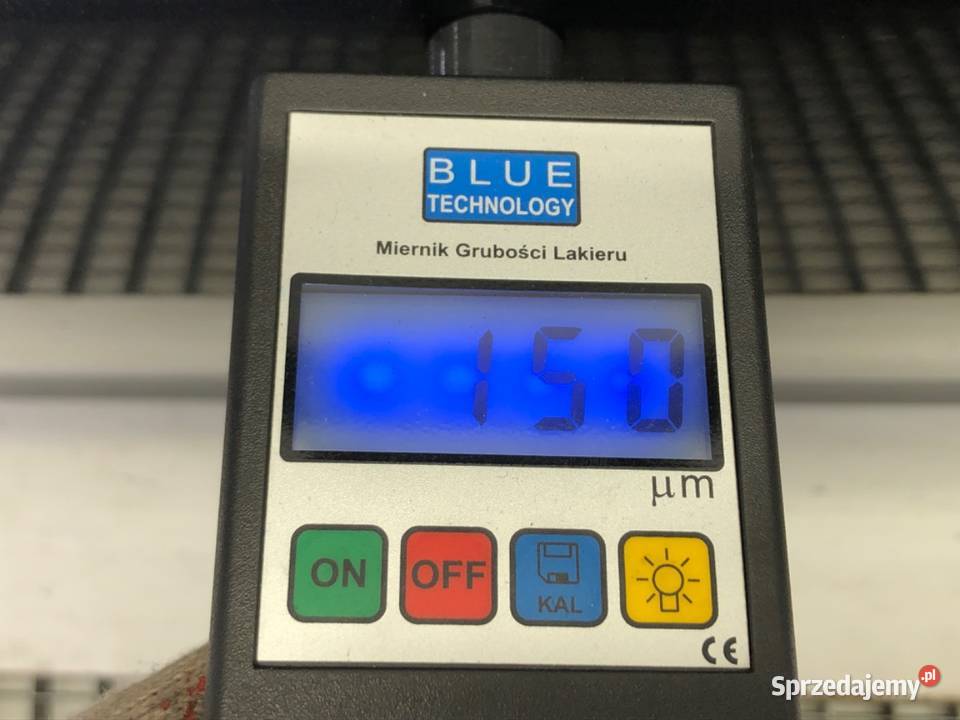 BLUE
TECHNOLOGY
Miernik Grubości Lakieru
150
µm
ON
OFF
KAL
CE
Sprzedajemy.pl